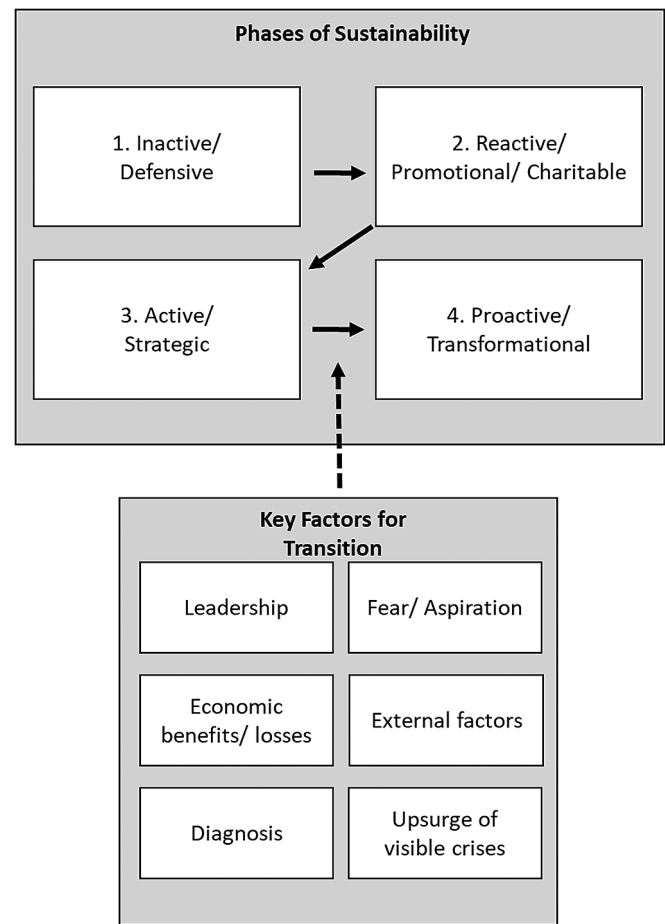 Phases of Sustainability
1. Inactive/
Defensive
2. Reactive/
Promotional/ Charitable
3. Active/
Strategic
4. Proactive/
Transformational
Key Factors for
Transition
Leadership
Fear/ Aspiration
Economic
benefits/ losses
External factors
Diagnosis
Upsurge of
visible crises